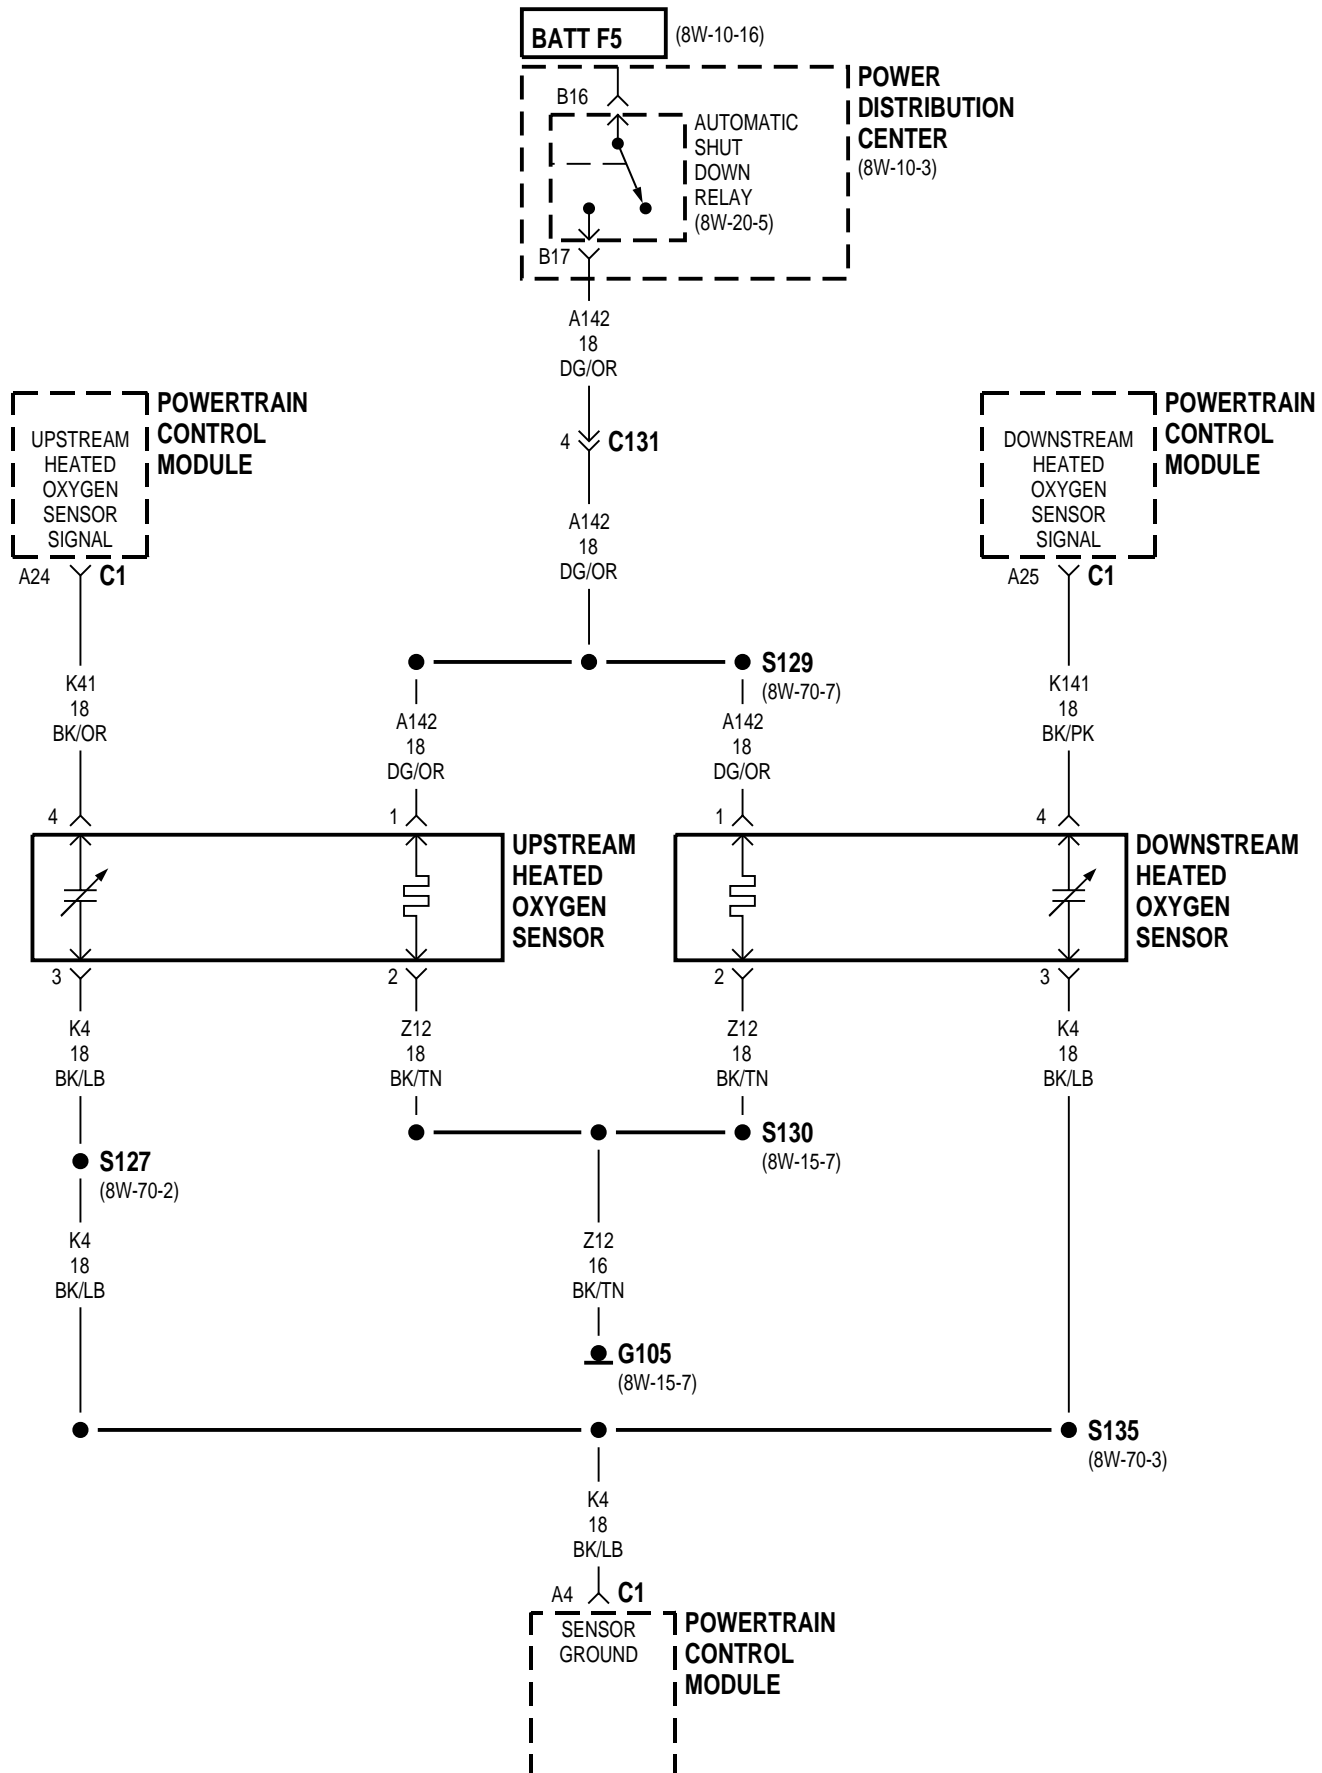 BATT F5
(8W-10-16)
POWER
DISTRIBUTION
CENTER
(8W-10-3)
B16
AUTOMATIC
SHUT
DOWN
RELAY
(8W-20-5)
B17
A142
18
DG/OR
POWERTRAIN
CONTROL
MODULE
UPSTREAM
HEATED
OXYGEN
SENSOR
SIGNAL
A24
C1
4
C131
A142
18
DG/OR
POWERTRAIN
CONTROL
MODULE
DOWNSTREAM
HEATED
OXYGEN
SENSOR
SIGNAL
A25
C1
S129
(8W-70-7)
K41
18
BK/OR
A142
18
DG/OR
A142
18
DG/OR
K141
18
BK/PK
4
1
1
4
UPSTREAM
HEATED
OXYGEN
SENSOR
DOWNSTREAM
HEATED
OXYGEN
SENSOR
3
2
2
3
K4
18
BK/LB
Z12
18
BK/TN
Z12
18
BK/TN
K4
18
BK/LB
S127
(8W-70-2)
S130
(8W-15-7)
K4
18
BK/LB
Z12
16
BK/TN
G105
(8W-15-7)
S135
(8W-70-3)
K4
18
BK/LB
A4
C1
SENSOR
GROUND
POWERTRAIN
CONTROL
MODULE